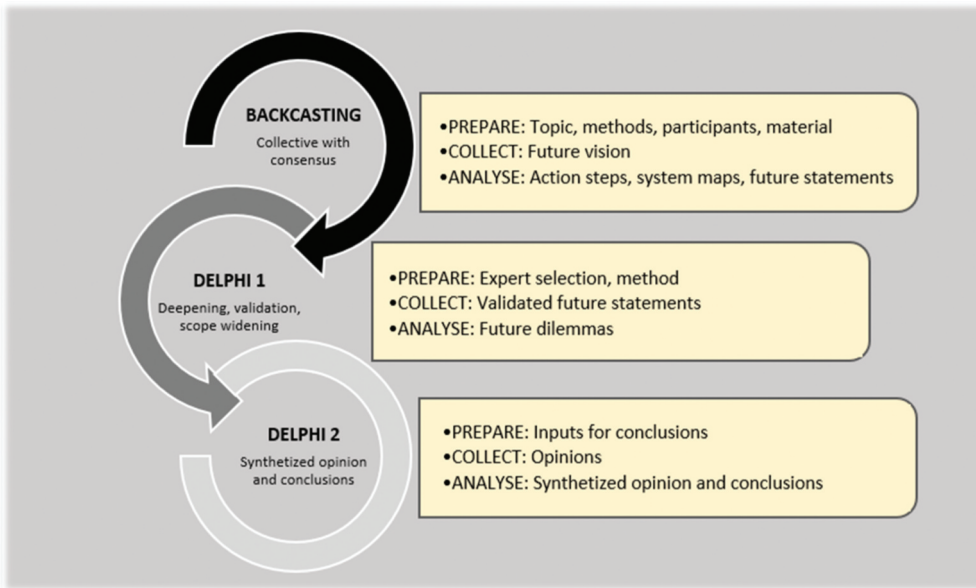 BACKCASTING
Collective with
consensus
•PREPARE: Topic, methods, participants, material
•COLLECT: Future vision
•ANALYSE: Action steps, system maps, future statements
DELPHI 1
Deepening, validation,
scope widening
•PREPARE: Expert selection, method
•COLLECT: Validated future statements
•ANALYSE: Future dilemmas
DELPHI 2
Synthetized opinion
and conclusions
•PREPARE: Inputs for conclusions
•COLLECT: Opinions
•ANALYSE: Synthetized opinion and conclusions